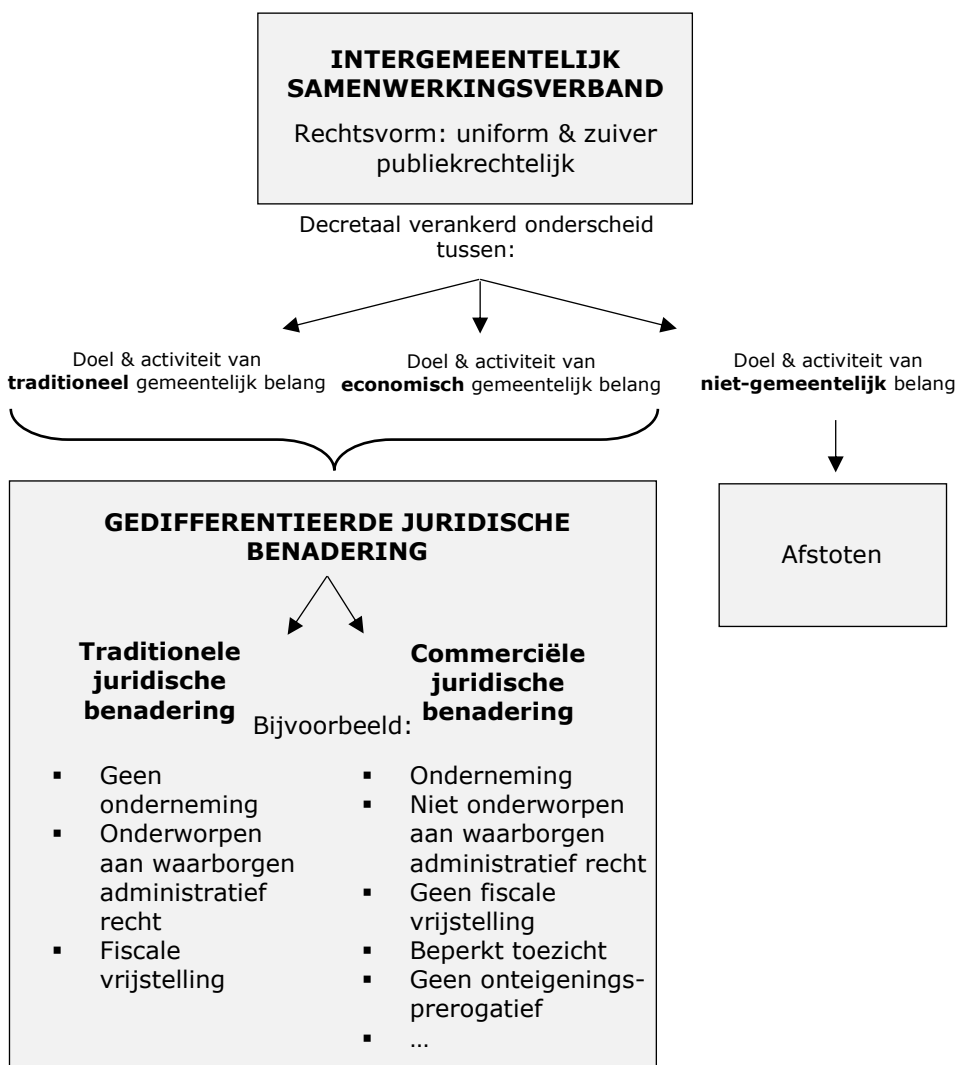 INTERGEMEENTELIJK
SAMENWERKINGSVERBAND
Rechtsvorm: uniform & zuiver
publiekrechtelijk
Decretaal verankerd onderscheid
tussen:
Doel & activiteit van
traditioneel gemeentelijk belang
Doel & activiteit van
economisch gemeentelijk belang
Doel & activiteit van
niet-gemeentelijk belang
GEDIFFERENTIEERDE JURIDISCHE
BENADERING
Afstoten
Traditionele
juridische
benadering
Commerciële
juridische
benadering
Bijvoorbeeld:
▪ Geen
onderneming
▪ Onderworpen
aan waarborgen
administratief
recht
▪ Fiscale
vrijstelling
▪ Onderneming
▪ Niet onderworpen
aan waarborgen
administratief recht
▪ Geen fiscale
vrijstelling
▪ Beperkt toezicht
▪ Geen onteigenings-
prerogatief
▪ …